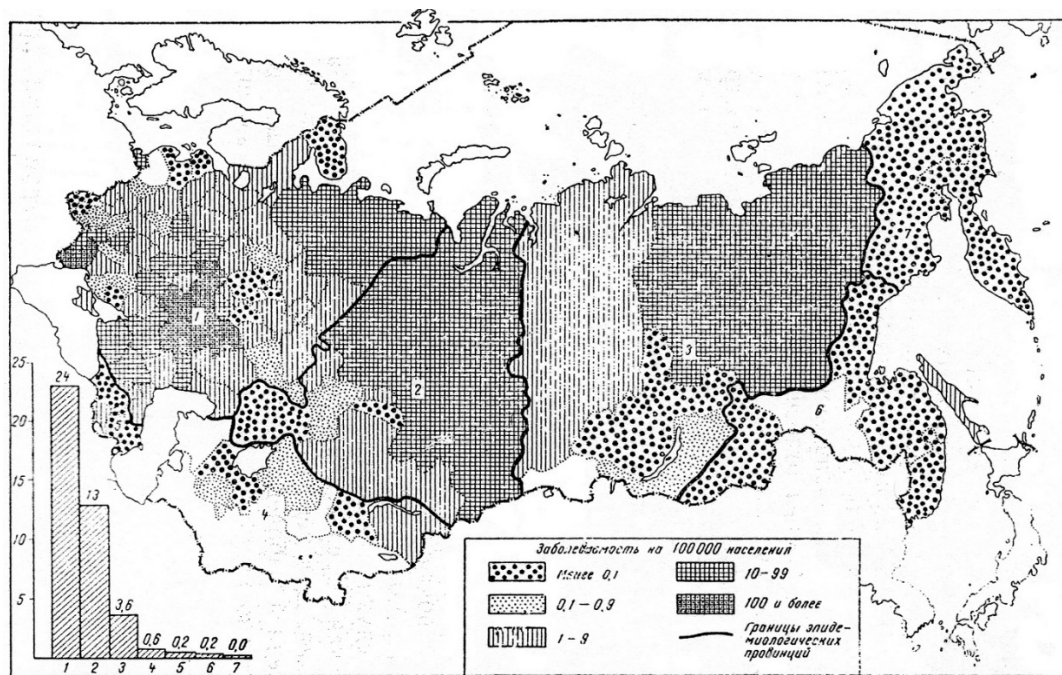 1
2
3
4
5
6
7
25
20
15
10
5
24
13
3,6
0,6
0,2
0,2
0,0
1 2 3 4 5 6 7
Заболеваемость на 100 000 населения
Менее 0,1
0,1 – 0,9
1 – 9
10 – 99
100 и более
Границы эпиде-
миологических
провинций